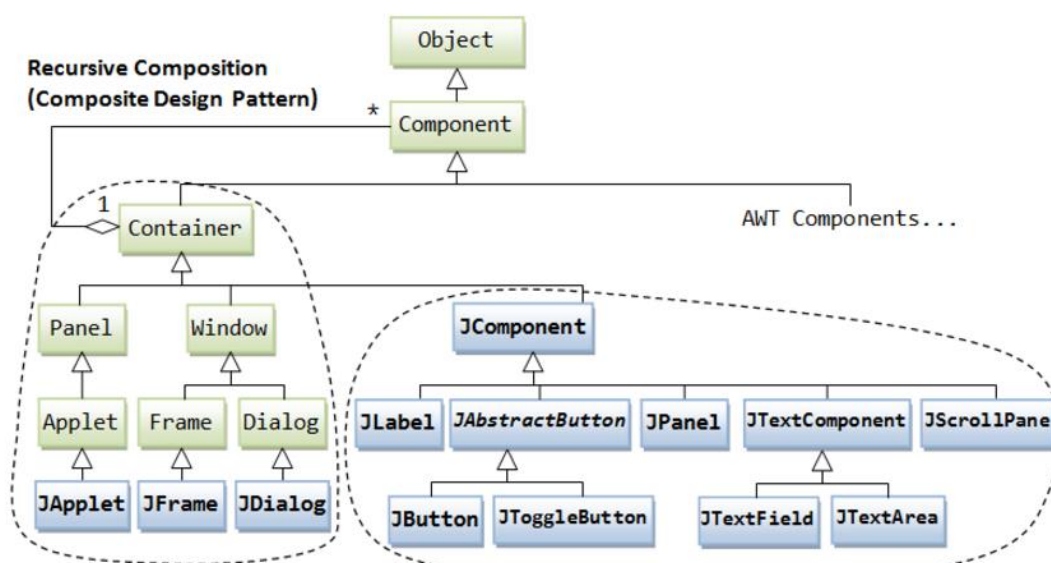 Object
Recursive Composition
(Composite Design Pattern)
*
Component
1
Container
AWT Components...
Panel
Window
JComponent
Applet
Frame
Dialog
JLabel
JAbstractButton
JPanel
JTextComponent
JScrollPane
JApplet
JFrame
JDialog
JButton
JToggleButton
JTextField
JTextArea